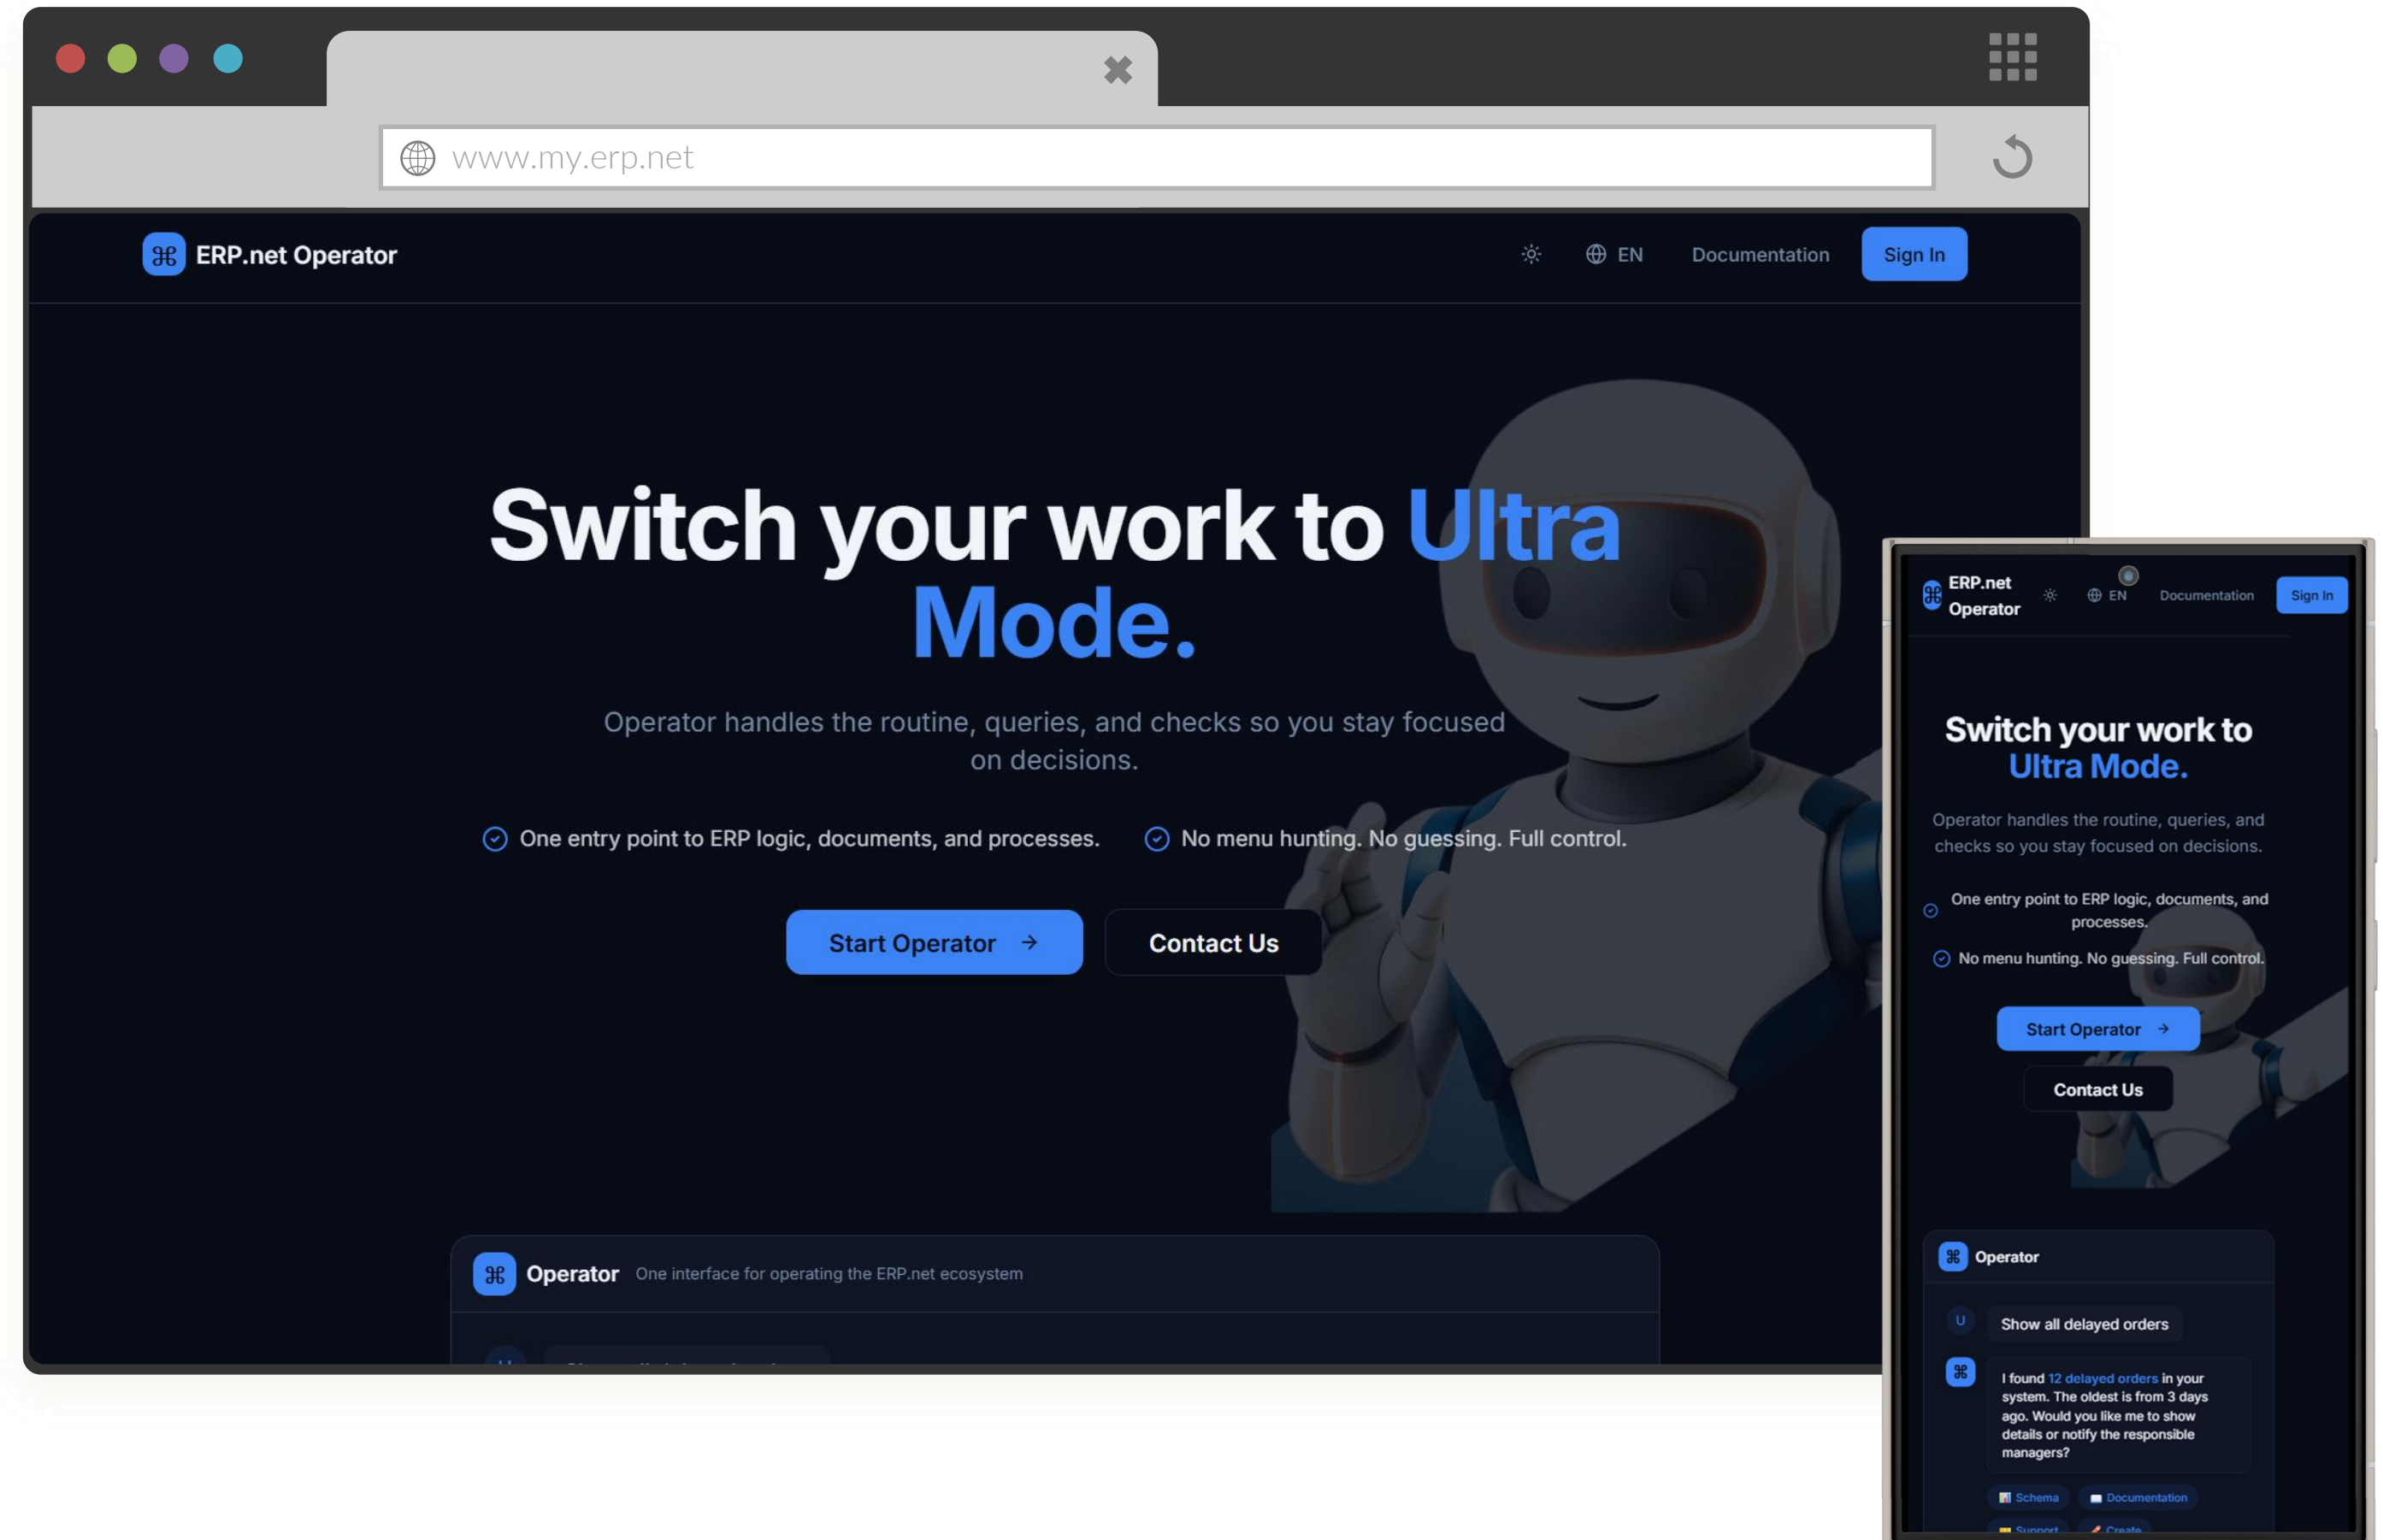 www.my.erp.net
ERP.net Operator
EN
Documentation
Sign In
Switch your work to Ultra
Mode.
Operator handles the routine, queries, and checks so you stay focused
on decisions.
One entry point to ERP logic, documents, and processes.
No menu hunting. No guessing. Full control.
Start Operator
Contact Us
Operator
One interface for operating the ERP.net ecosystem
ERP.net
Operator
EN
Documentation
Sign In
Switch your work to
Ultra Mode.
Operator handles the routine, queries, and
checks so you stay focused on decisions.
One entry point to ERP logic, documents, and
processes.
No menu hunting. No guessing. Full control.
Start Operator
Contact Us
Operator
U
Show all delayed orders
I found 12 delayed orders in your
system. The oldest is from 3 days
ago. Would you like me to show
details or notify the responsible
managers?
Schema
Documentation
Support
Create